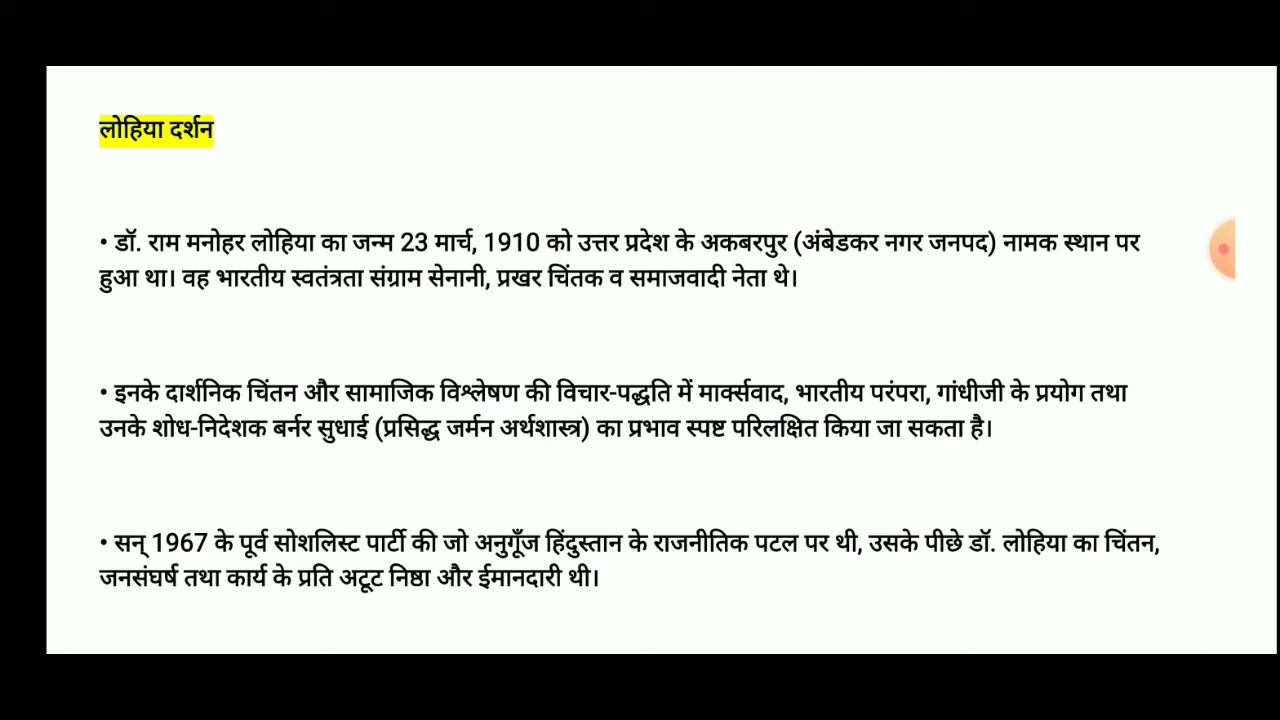 लोहिया दर्शन
• डॉ. राम मनोहर लोहिया का जन्म 23 मार्च, 1910 को उत्तर प्रदेश के अकबरपुर (अंबेडकर नगर जनपद) नामक स्थान पर
हुआ था। वह भारतीय स्वतंत्रता संग्राम सेनानी, प्रखर चिंतक व समाजवादी नेता थे।
• इनके दार्शनिक चिंतन और सामाजिक विश्लेषण की विचार-पद्धति में मार्क्सवाद, भारतीय परंपरा, गांधीजी के प्रयोग तथा
उनके शोध-निदेशक बर्नर सुधाई (प्रसिद्ध जर्मन अर्थशास्त्र) का प्रभाव स्पष्ट परिलक्षित किया जा सकता है।
• सन् 1967 के पूर्व सोशलिस्ट पार्टी की जो अनुगूँज हिंदुस्तान के राजनीतिक पटल पर थी, उसके पीछे डॉ. लोहिया का चिंतन,
जनसंघर्ष तथा कार्य के प्रति अटूट निष्ठा और ईमानदारी थी।